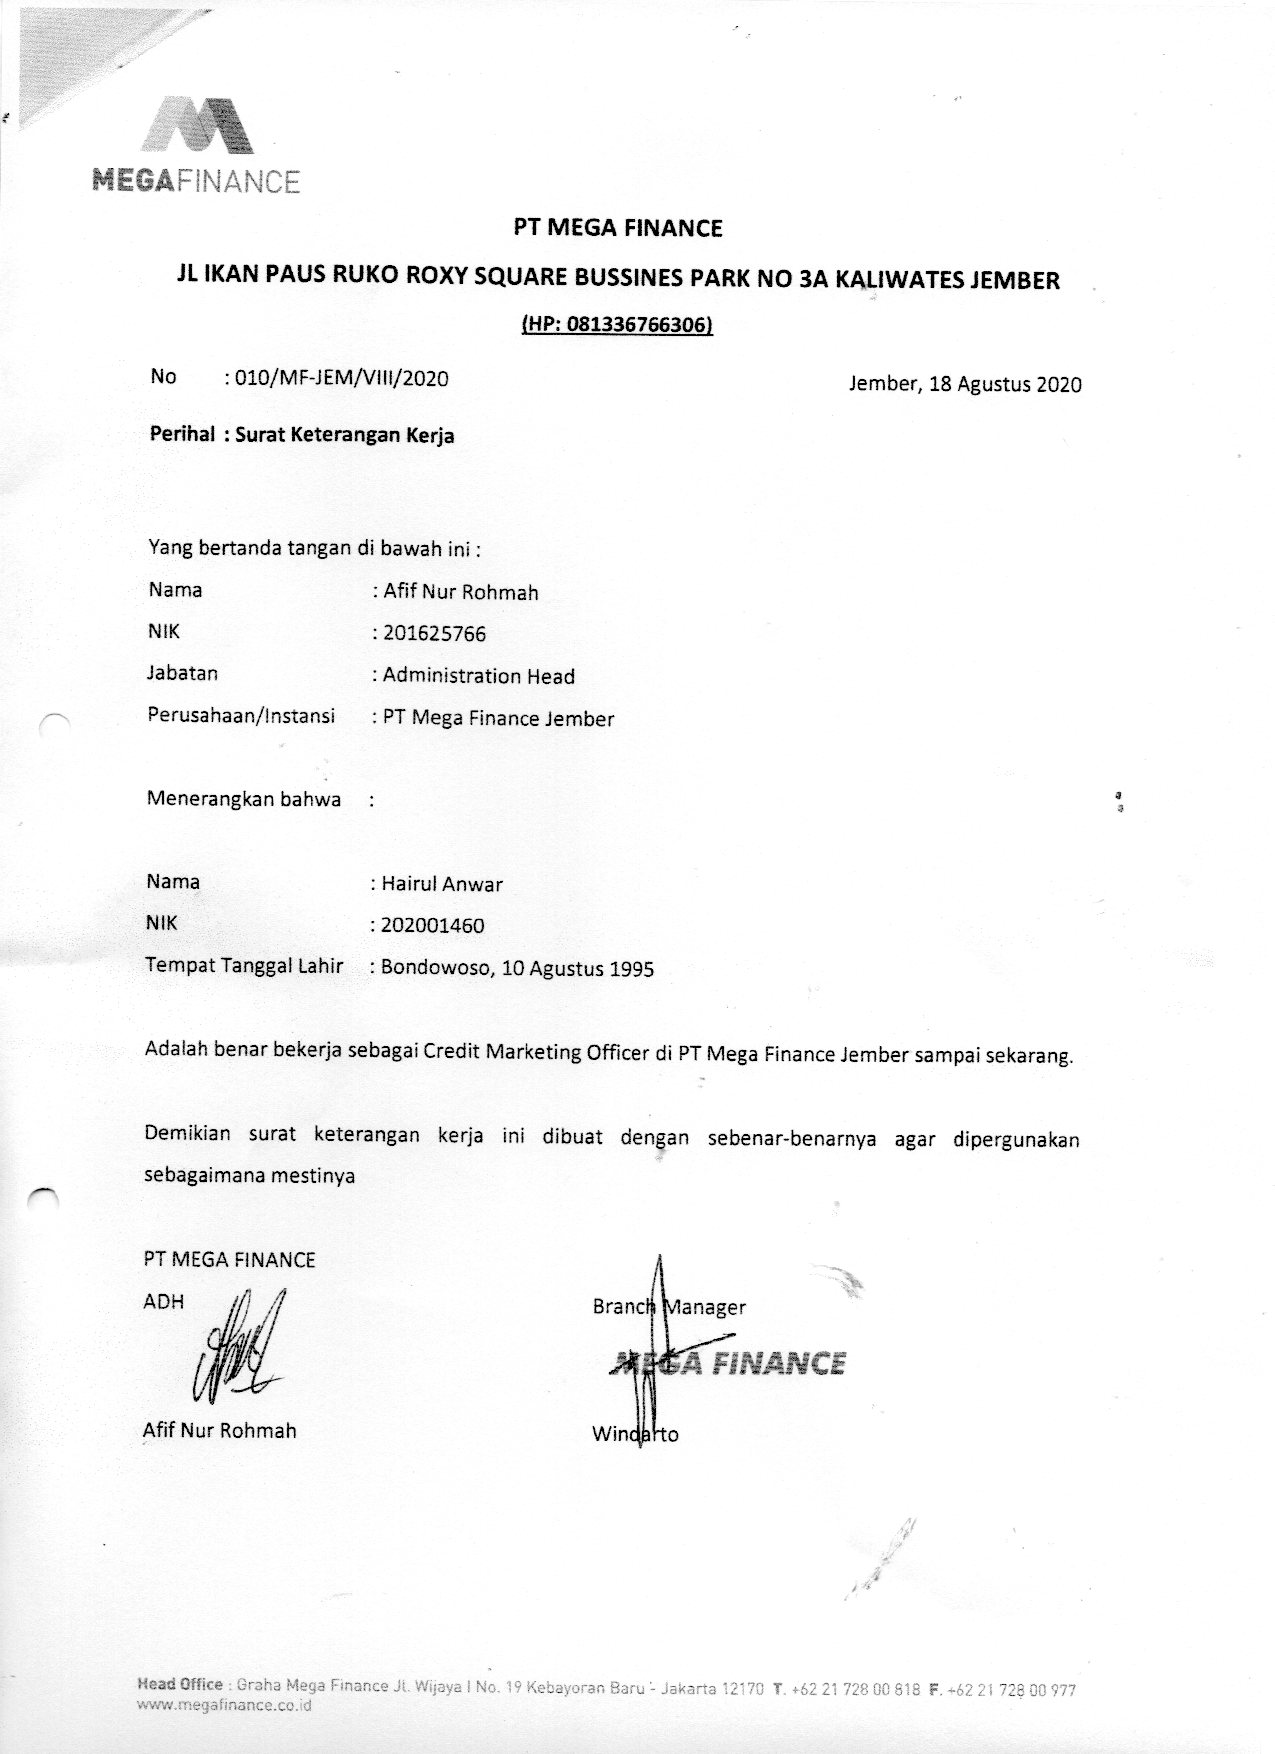 MEGAFINANCE
PT MEGA FINANCE
JL IKAN PAUS RUKO ROXY SQUARE BUSSINES PARK NO 3A KALIWATES JEMBER
(HP: 081336766306)
No : 010/MF-JEM/VIII/2020
Jember, 18 Agustus 2020
Perihal : Surat Keterangan Kerja
Yang bertanda tangan di bawah ini :
Nama : Afif Nur Rohmah
NIK : 201625766
Jabatan : Administration Head
Perusahaan/Instansi : PT Mega Finance Jember
Menerangkan bahwa :
Nama : Hairul Anwar
NIK : 202001460
Tempat Tanggal Lahir : Bondowoso, 10 Agustus 1995
Adalah benar bekerja sebagai Credit Marketing Officer di PT Mega Finance Jember sampai sekarang.
Demikian surat keterangan kerja ini dibuat dengan sebenar-benarnya agar dipergunakan
sebagaimana mestinya
PT MEGA FINANCE
ADH
Branch Manager
MEGA FINANCE
Afif Nur Rohmah
Windarto
Head Office : Graha Mega Finance Jl. Wijaya I No. 19 Kebayoran Baru - Jakarta 12170 T. +62 21 728 00 818 F. +62 21 728 00 977
www.megafinance.co.id